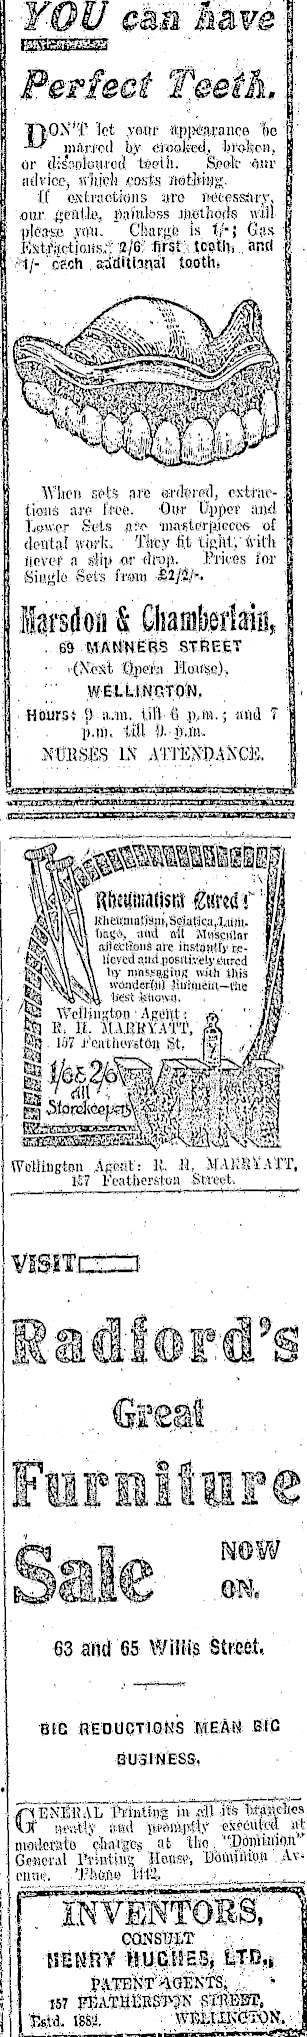 YOU can have
Perfect Teeth.
DON'T let your appearance be
marred by crooked, broken,
or discoloured teeth. Seek our
advice, which costs nothing.
If extractions are necessary,
our gentle, painless methods will
please you. Charge is 1/-; Gas
Extractions, 2/6 first tooth, and
1/- each additional tooth.
When sets are ordered, extrac-
tions are free. Our Upper and
Lower Sets are masterpieces of
dental work. They fit tight, with
never a slip or drop. Prices for
Single Sets from £2/2/-.
Marsdon & Chamberlain,
69 MANNERS STREET
(Next Opera House),
WELLINGTON.
Hours: 9 a.m. till 6 p.m.; and 7
p.m. till 9 p.m.
NURSES IN ATTENDANCE.
Rheumatism Cured!
Rheumatism, Sciatica, Lum-
bago, and all Muscular
affections are instantly re-
lieved and positively cured
by massaging with this
wonderful liniment—the
best known.
Wellington Agent:
R. H. MARRYATT,
157 Featherston St.
1/6 & 2/6
all
Storekeepers
Wellington Agent: R. H. MARRYATT,
157 Featherston Street.
VISIT
Radford's
Great
Furniture
Sale NOW
ON.
63 and 65 Willis Street.
BIG REDUCTIONS MEAN BIG
BUSINESS.
GENERAL Printing in all its branches
neatly and promptly executed at
moderate charges at the "Dominion"
General Printing House, Dominion Av-
enue. 'Phone 1442.
INVENTORS,
CONSULT
HENRY HUGHES, LTD.,
PATENT AGENTS,
157 FEATHERSTON STREET,
Estd. 1882. WELLINGTON.